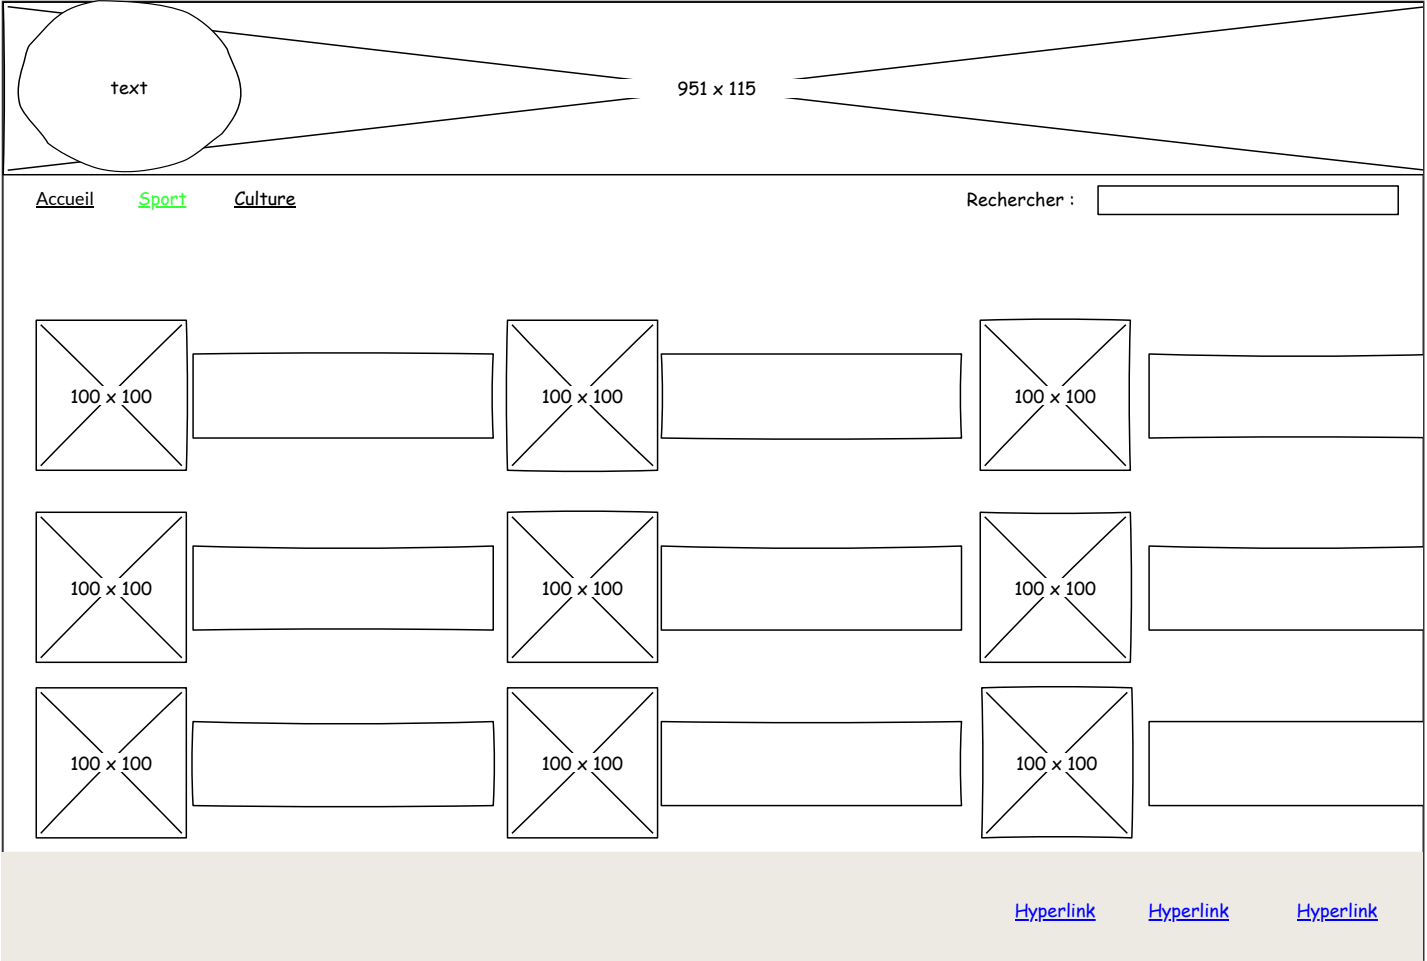 text
951 x 115
Accueil Sport Culture Rechercher :
100 x 100 100 x 100 100 x 100
100 x 100 100 x 100 100 x 100
100 x 100 100 x 100 100 x 100
Hyperlink Hyperlink Hyperlink